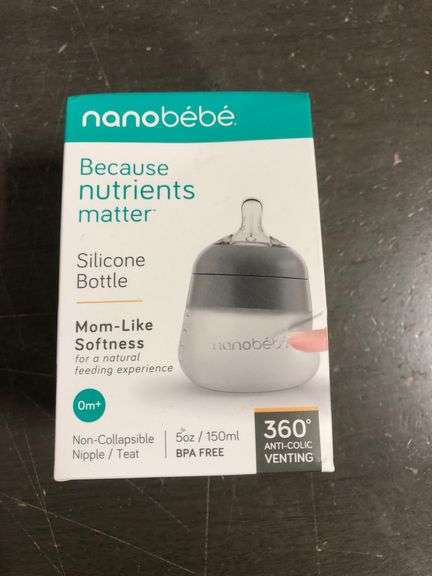 nanobébé.
Because
nutrients
matter™
Silicone
Bottle
Mom-Like
Softness
for a natural
feeding experience
nanobébé
0m+
Non-Collapsible
Nipple / Teat
5oz / 150ml
BPA FREE
360°
ANTI-COLIC
VENTING